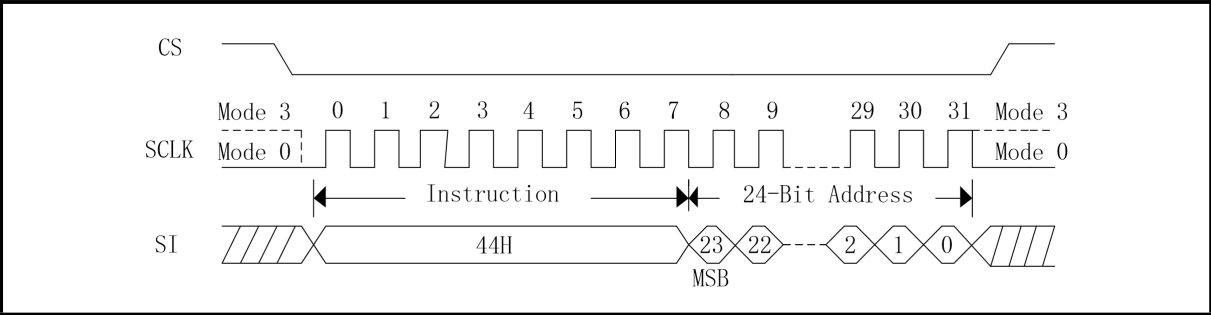 CS
Mode 3 0 1 2 3 4 5 6 7 8 9 29 30 31 Mode 3
SCLK Mode 0 Mode 0
Instruction 24-Bit Address
SI 44H 23 22 2 1 0
MSB